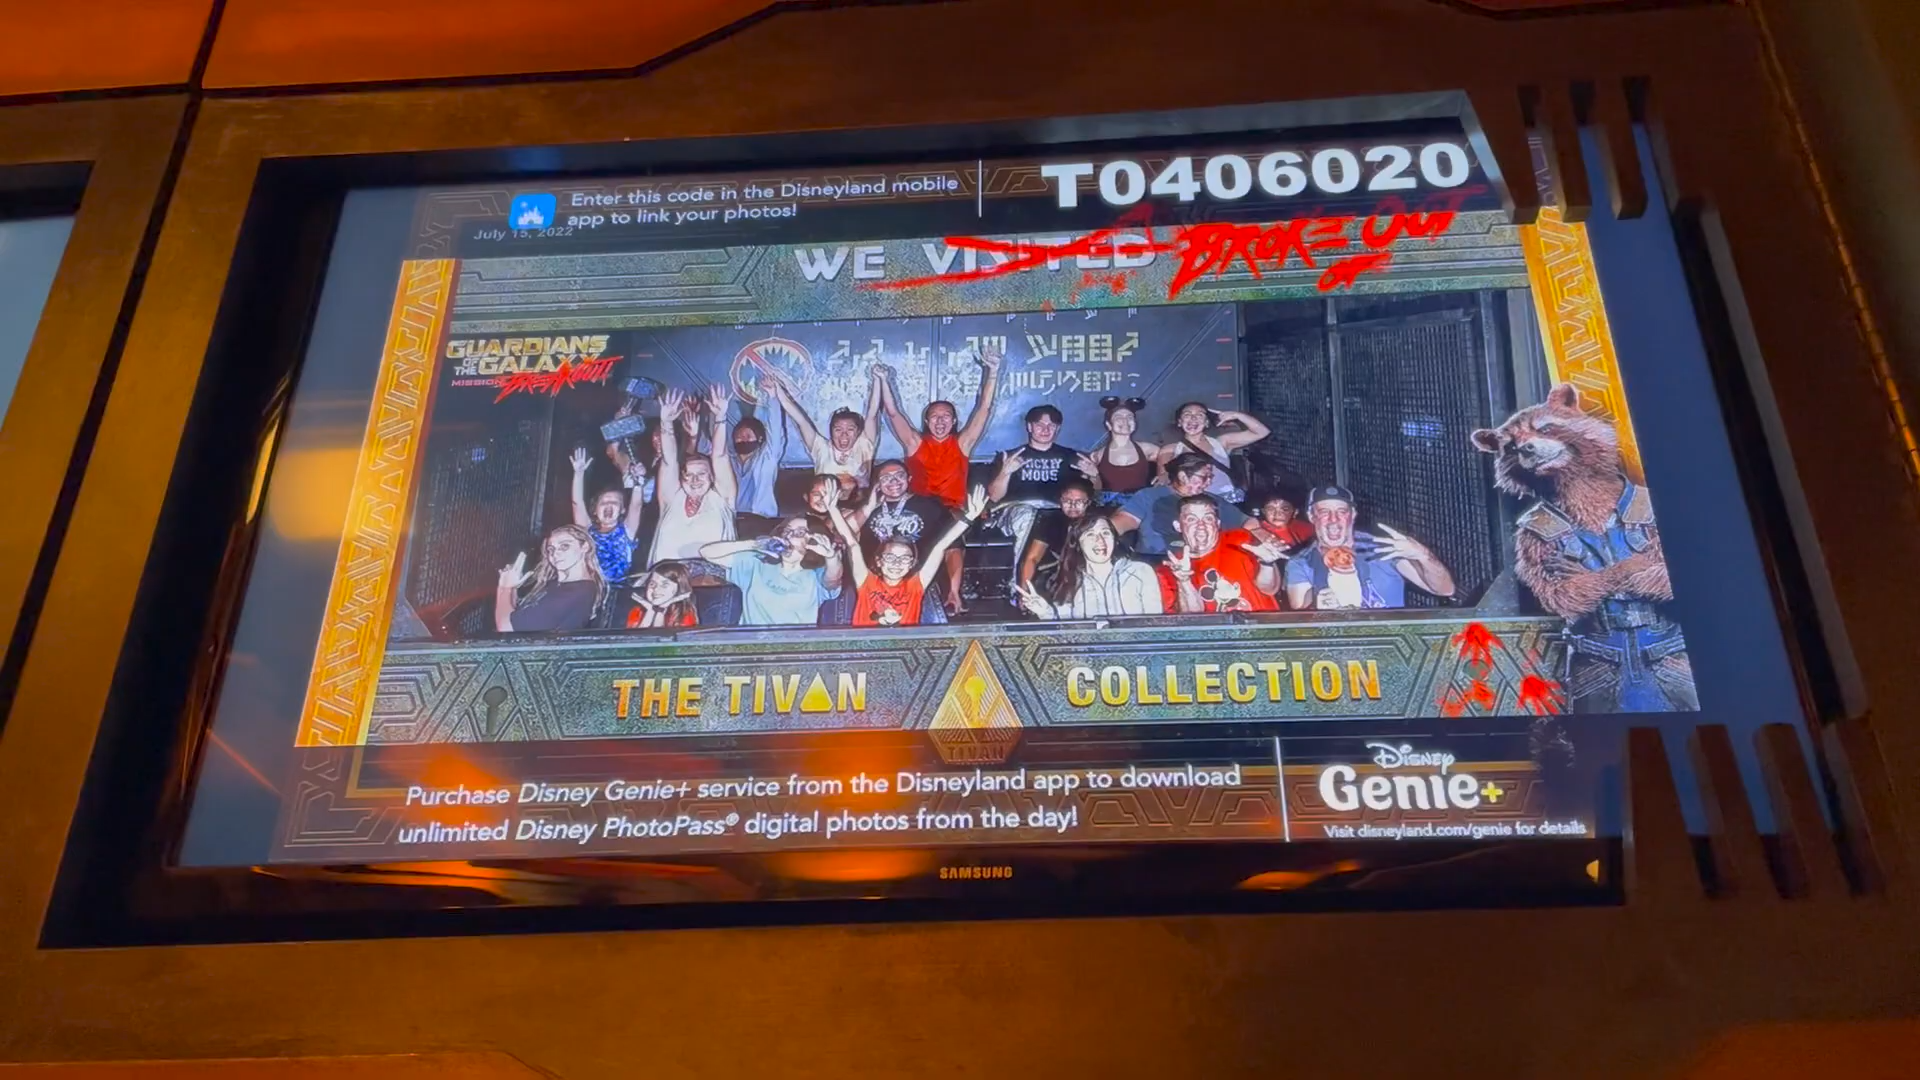 Enter this code in the Disneyland mobile
app to link your photos!
T0406020
July 15, 2022
WE VISITED BROKE OUT
OF
GUARDIANS
OF THE GALAXY
MISSION: BREAKOUT!
MICKEY
MOUS
40
THE TIVAN COLLECTION
TIVAN
Purchase Disney Genie+ service from the Disneyland app to download
unlimited Disney PhotoPass® digital photos from the day!
Disney
Genie+
Visit disneyland.com/genie for details
SAMSUNG